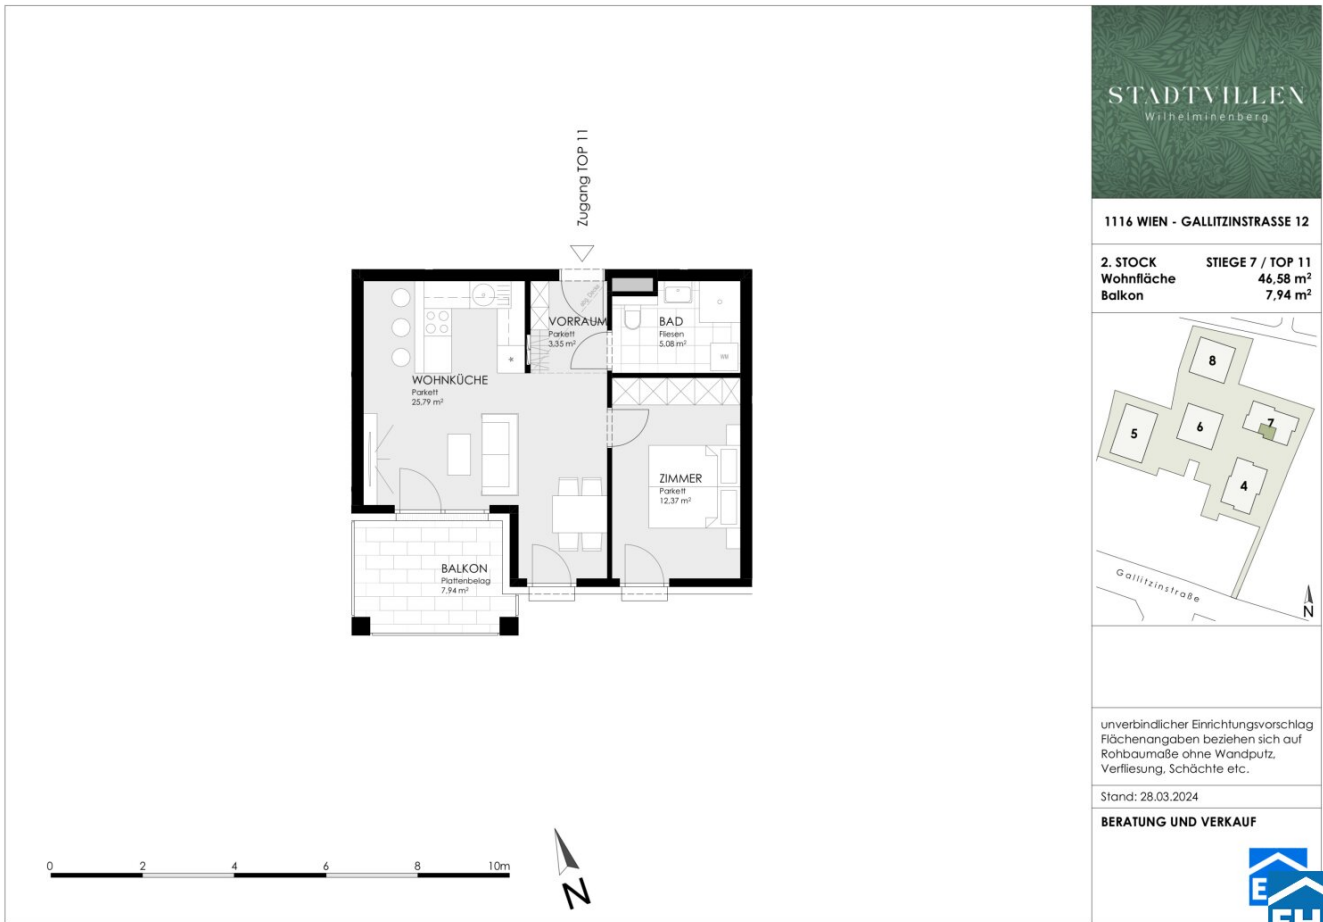 Zugang TOP 11
abg. Decke
VORRAUM
Parkett
3,35 m²
BAD
Fliesen
5,08 m²
WM
WOHNKÜCHE
Parkett
25,79 m²
ZIMMER
Parkett
12,37 m²
BALKON
Plattenbelag
7,94 m²
0 2 4 6 8 10m
N
STADTVILLEN
Wilhelminenberg
1116 WIEN - GALLITZINSTRASSE 12
2. STOCK STIEGE 7 / TOP 11
Wohnfläche 46,58 m²
Balkon 7,94 m²
8
7
6
5
4
Gallitzinstraße
N
unverbindlicher Einrichtungsvorschlag
Flächenangaben beziehen sich auf
Rohbaumaße ohne Wandputz,
Verfliesung, Schächte etc.
Stand: 28.03.2024
BERATUNG UND VERKAUF